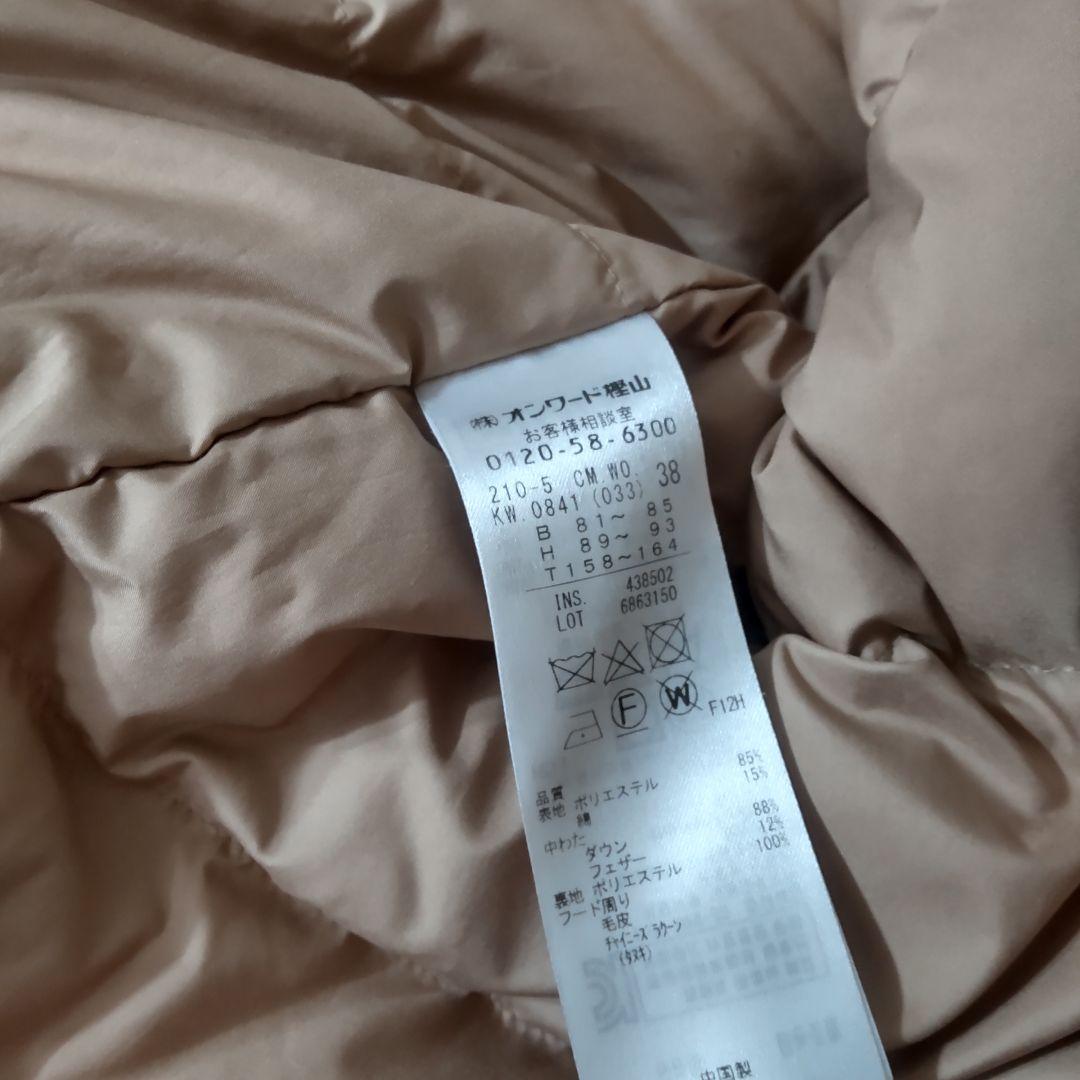 ㈱オンワード樫山
お客様相談室
0120-58-6300
210-5 CM.WO. 38
KW.0841 (033)
B 81～ 85
H 89～ 93
T158～164
INS. 438502
LOT 6863150
F W F12H
品質
表地 ポリエステル 85%
綿 15%
中わた
ダウン 88%
フェザー 12%
裏地 ポリエステル 100%
フード周り
毛皮
ﾁｬｲﾆｰｽﾞ ﾗｸｰﾝ
(ﾀﾇｷ)
中国製